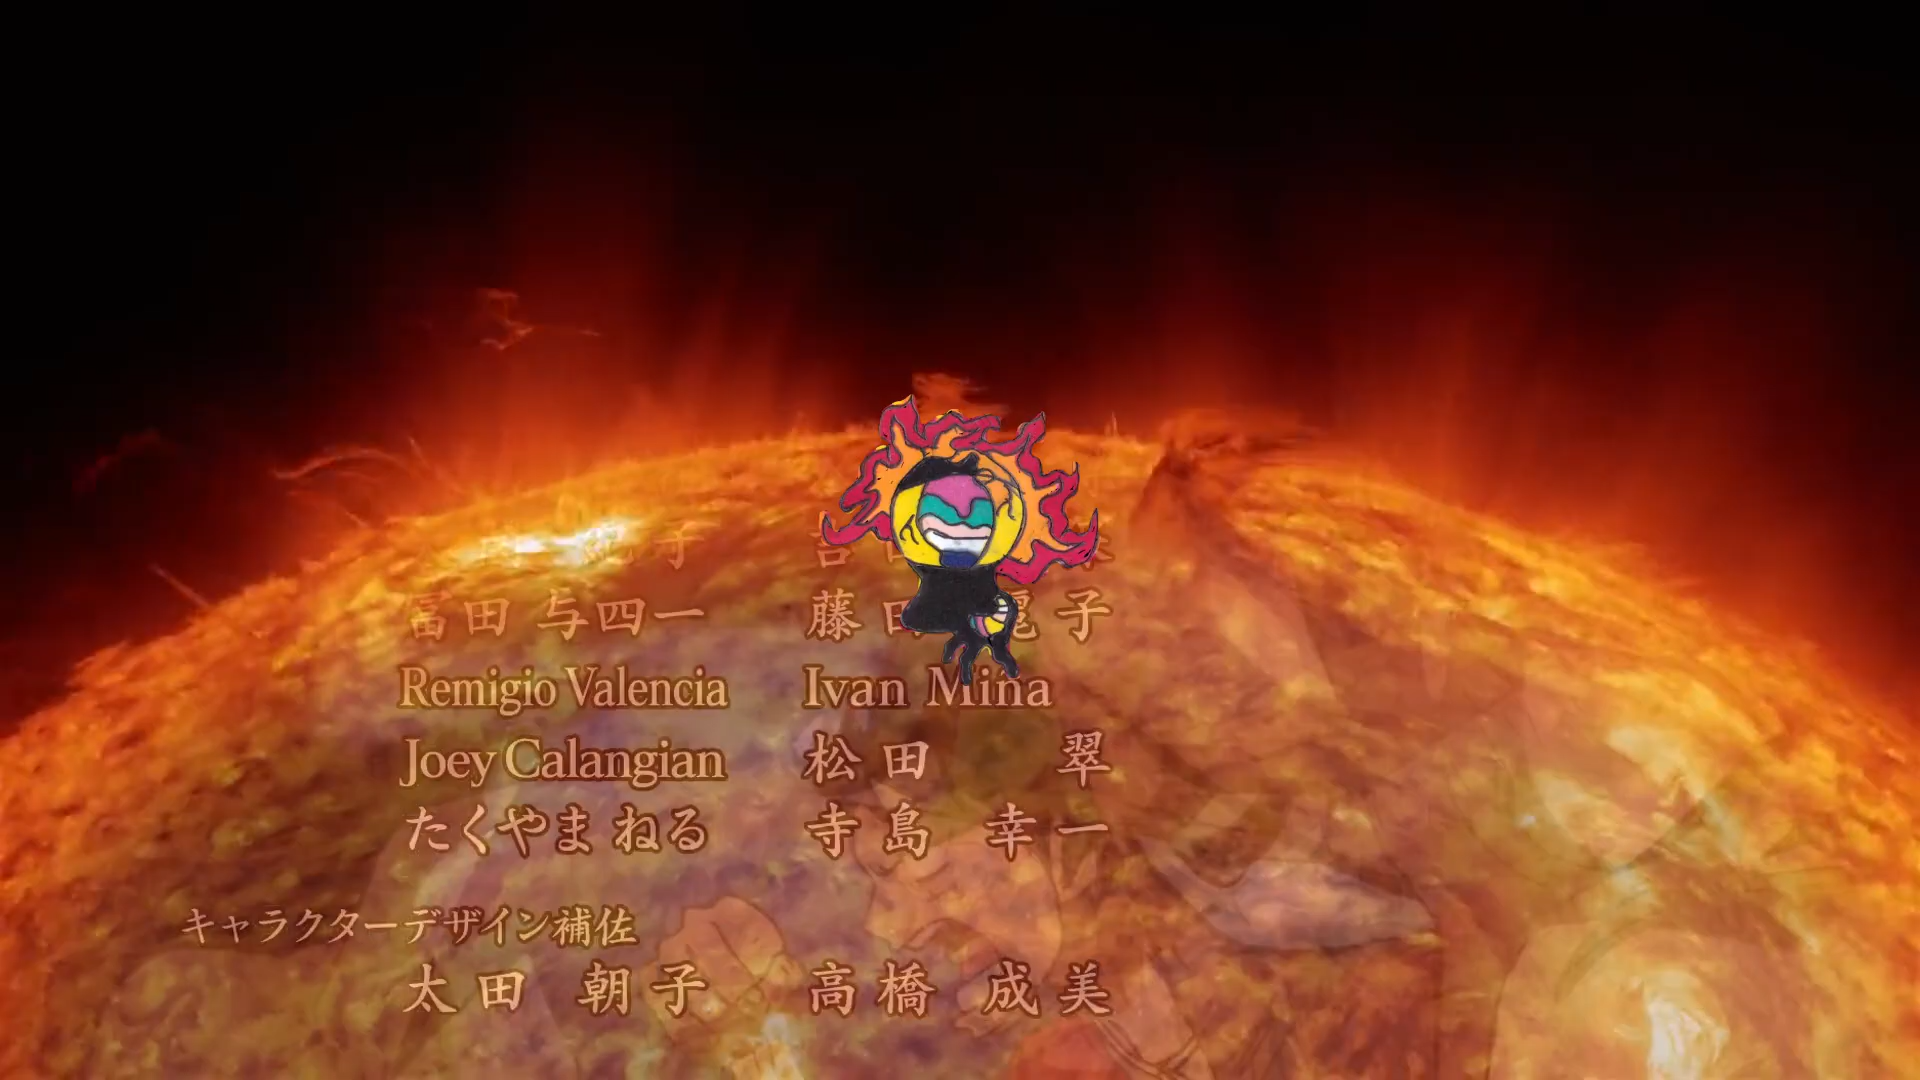 冨田 与四一 藤田
子
Remigio Valencia Ivan Mina
Joey Calangian 松田 翠
たくやま ねる 寺島 幸一
キャラクターデザイン補佐
太田 朝子 高橋 成美